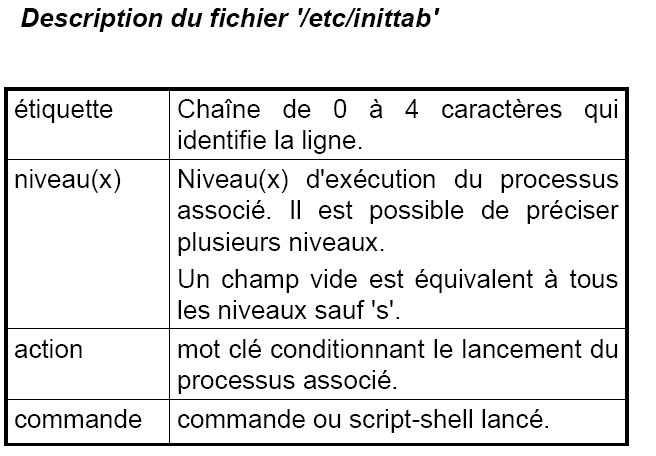 Description du fichier '/etc/inittab'
étiquette
Chaîne de 0 à 4 caractères qui
identifie la ligne.
niveau(x)
Niveau(x) d'exécution du processus
associé. Il est possible de préciser
plusieurs niveaux.
Un champ vide est équivalent à tous
les niveaux sauf 's'.
action
mot clé conditionnant le lancement du
processus associé.
commande
commande ou script-shell lancé.